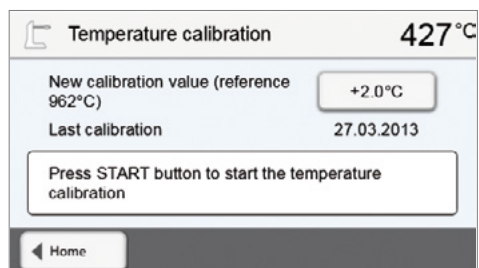 Temperature calibration 427°C
New calibration value (reference
962°C) +2.0°C
Last calibration 27.03.2013
Press START button to start the temperature
calibration
Home